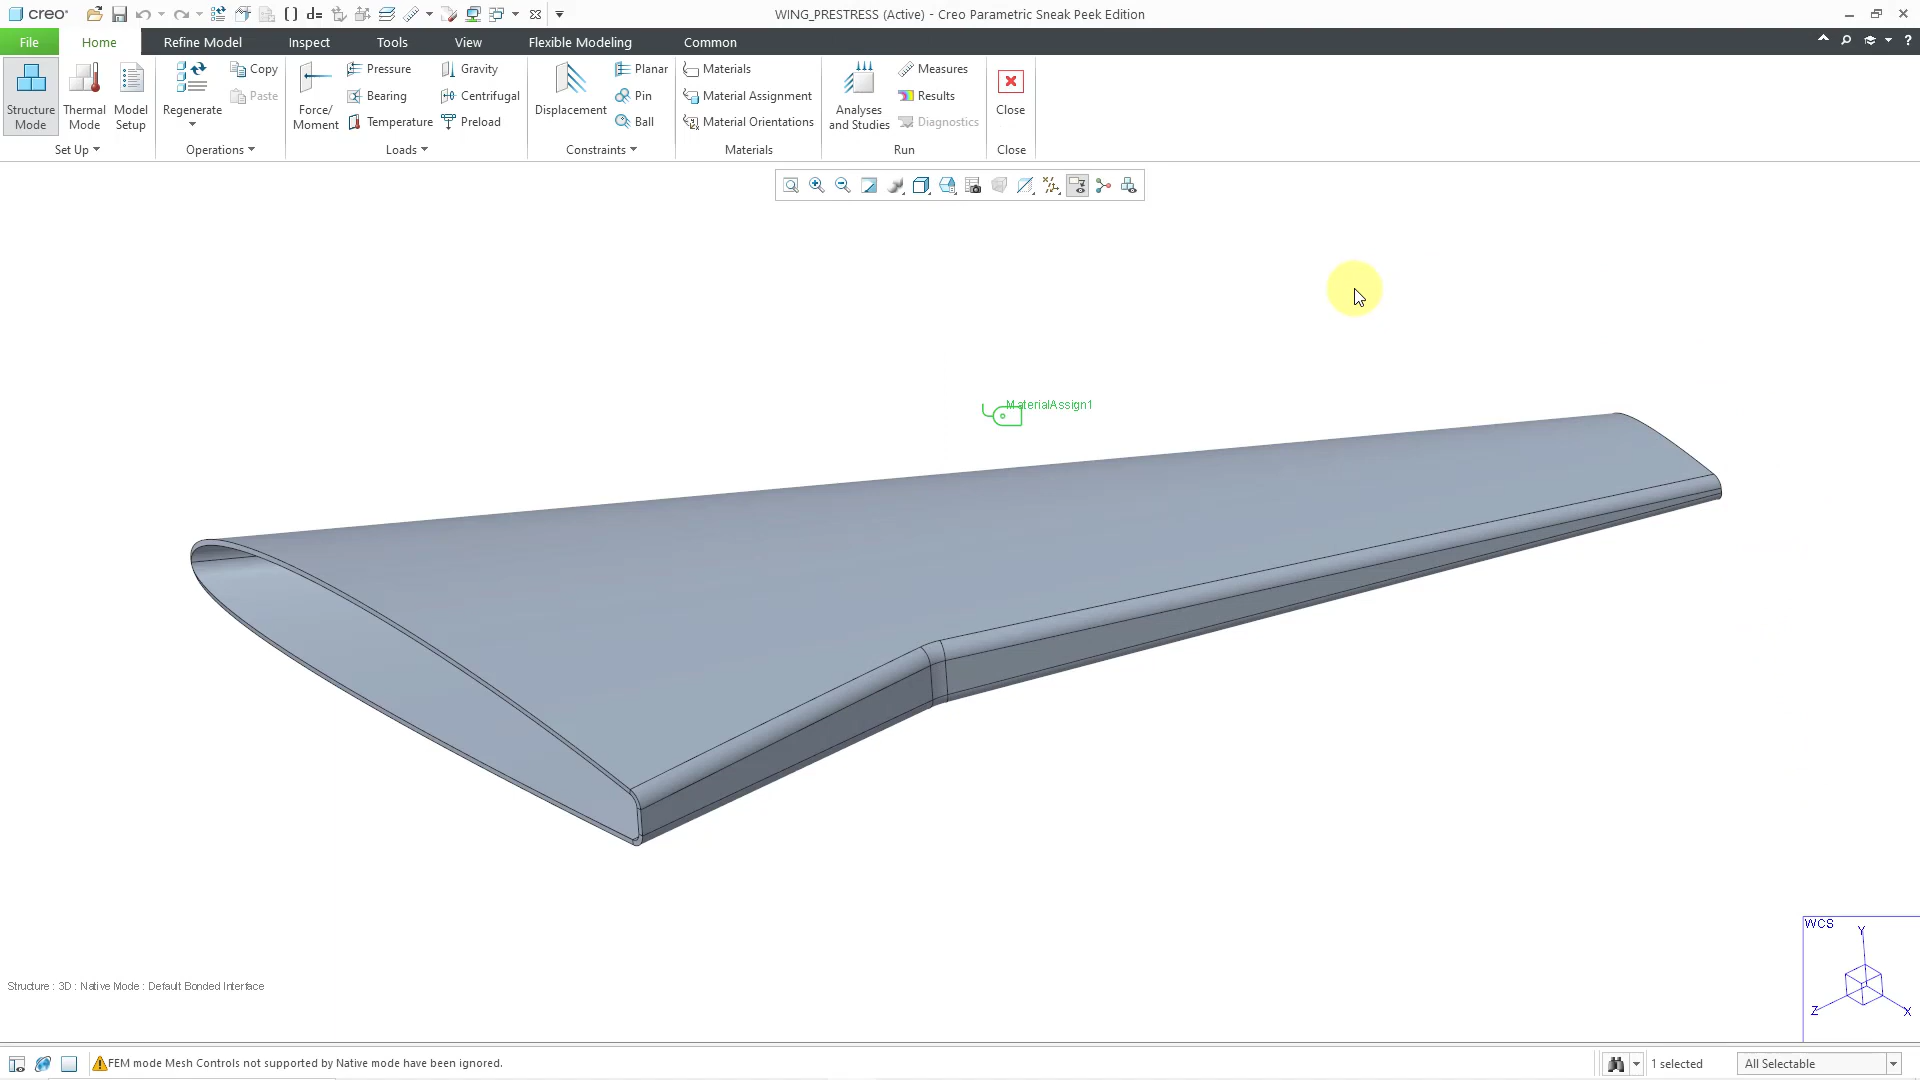 creo
d=
WING_PRESTRESS (Active) - Creo Parametric Sneak Peek Edition
File Home Refine Model Inspect Tools View Flexible Modeling Common
?
Structure Mode
Thermal Mode
Model Setup
Set Up
Regenerate
Copy
Paste
Operations
Force/ Moment
Pressure
Bearing
Temperature
Gravity
Centrifugal
Preload
Loads
Displacement
Planar
Pin
Ball
Constraints
Materials
Material Assignment
Material Orientations
Materials
Analyses and Studies
Measures
Results
Diagnostics
Run
Close
Close
MaterialAssign1
WCS
Y
Z
X
Structure : 3D : Native Mode : Default Bonded Interface
FEM mode Mesh Controls not supported by Native mode have been ignored.
1 selected
All Selectable